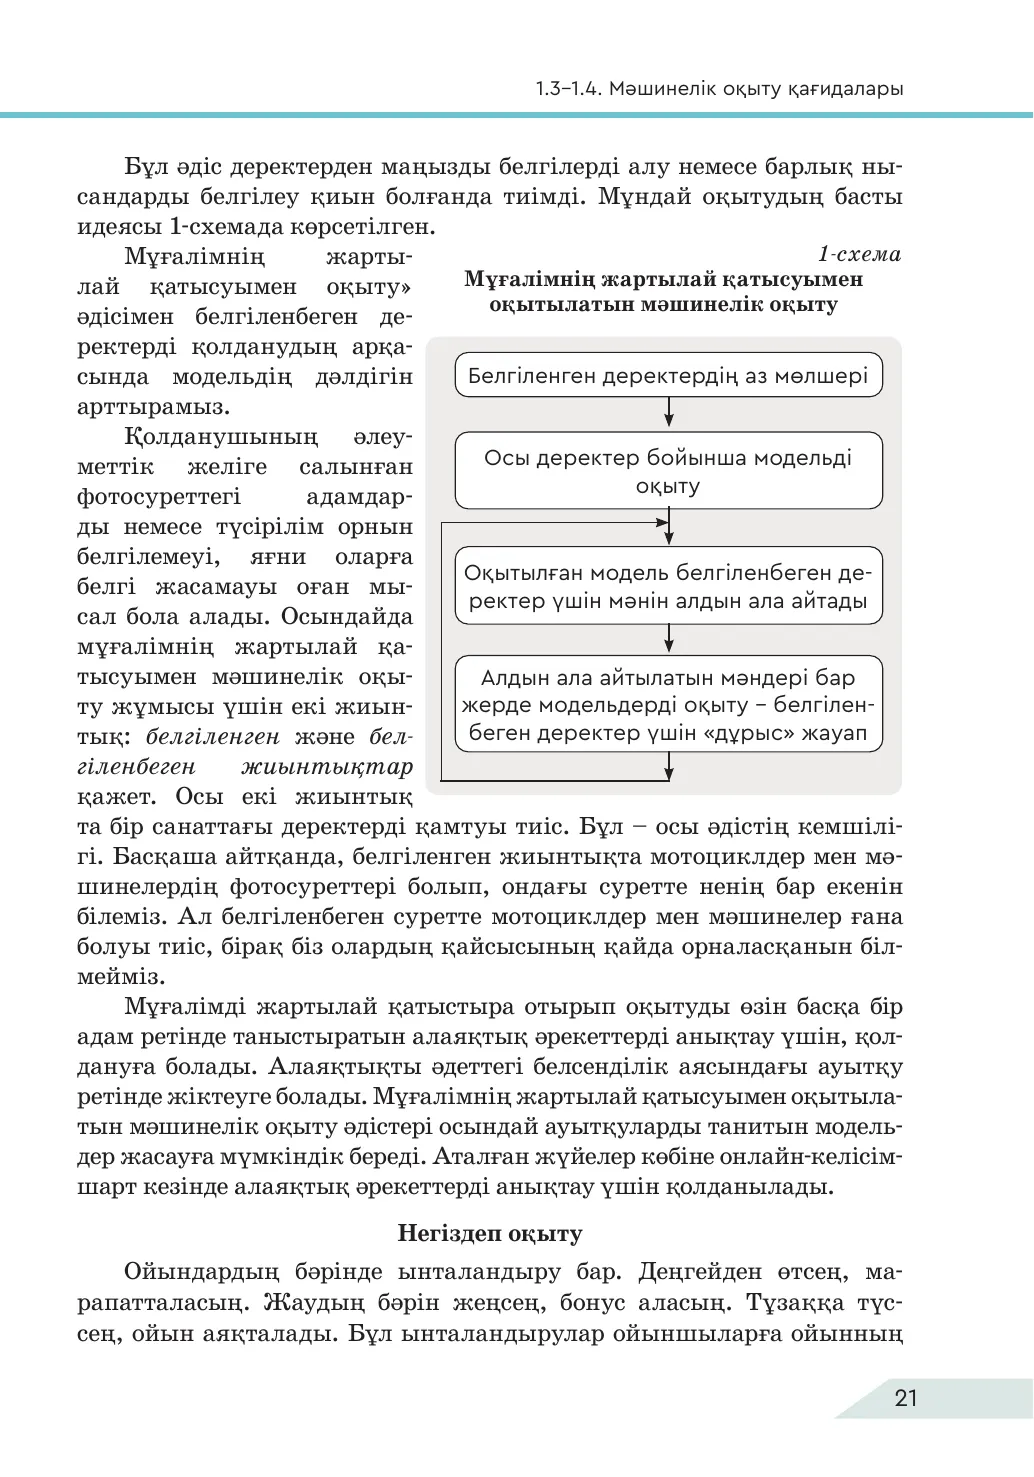 1.3–1.4. Мәшинелік оқыту қағидалары
Бұл әдіс деректерден маңызды белгілерді алу немесе барлық ны-
сандарды белгілеу қиын болғанда тиімді. Мұндай оқытудың басты
идеясы 1-схемада көрсетілген.
Мұғалімнің жарты-
лай қатысуымен оқыту»
әдісімен белгіленбеген де-
ректерді қолданудың арқа-
сында модельдің дәлдігін
арттырамыз.
Қолданушының әлеу-
меттік желіге салынған
фотосуреттегі адамдар-
ды немесе түсірілім орнын
белгілемеуі, яғни оларға
белгі жасамауы оған мы-
сал бола алады. Осындайда
мұғалімнің жартылай қа-
тысуымен мәшинелік оқы-
ту жұмысы үшін екі жиын-
тық: белгіленген және бел-
гіленбеген жиынтықтар
қажет. Осы екі жиынтық
1-схема
Мұғалімнің жартылай қатысуымен
оқытылатын мәшинелік оқыту
Белгіленген деректердің аз мөлшері
Осы деректер бойынша модельді
оқыту
Оқытылған модель белгіленбеген де-
ректер үшін мәнін алдын ала айтады
Алдын ала айтылатын мәндері бар
жерде модельдерді оқыту – белгілен-
беген деректер үшін «дұрыс» жауап
та бір санаттағы деректерді қамтуы тиіс. Бұл – осы әдістің кемшілі-
гі. Басқаша айтқанда, белгіленген жиынтықта мотоциклдер мен мә-
шинелердің фотосуреттері болып, ондағы суретте ненің бар екенін
білеміз. Ал белгіленбеген суретте мотоциклдер мен мәшинелер ғана
болуы тиіс, бірақ біз олардың қайсысының қайда орналасқанын біл-
мейміз.
Мұғалімді жартылай қатыстыра отырып оқытуды өзін басқа бір
адам ретінде таныстыратын алаяқтық әрекеттерді анықтау үшін, қол-
дануға болады. Алаяқтықты әдеттегі белсенділік аясындағы ауытқу
ретінде жіктеуге болады. Мұғалімнің жартылай қатысуымен оқытыла-
тын мәшинелік оқыту әдістері осындай ауытқуларды танитын модель-
дер жасауға мүмкіндік береді. Аталған жүйелер көбіне онлайн-келісім-
шарт кезінде алаяқтық әрекеттерді анықтау үшін қолданылады.
Негіздеп оқыту
Ойындардың бәрінде ынталандыру бар. Деңгейден өтсең, ма-
рапатталасың. Жаудың бәрін жеңсең, бонус аласың. Тұзаққа түс-
сең, ойын аяқталады. Бұл ынталандырулар ойыншыларға ойынның
21